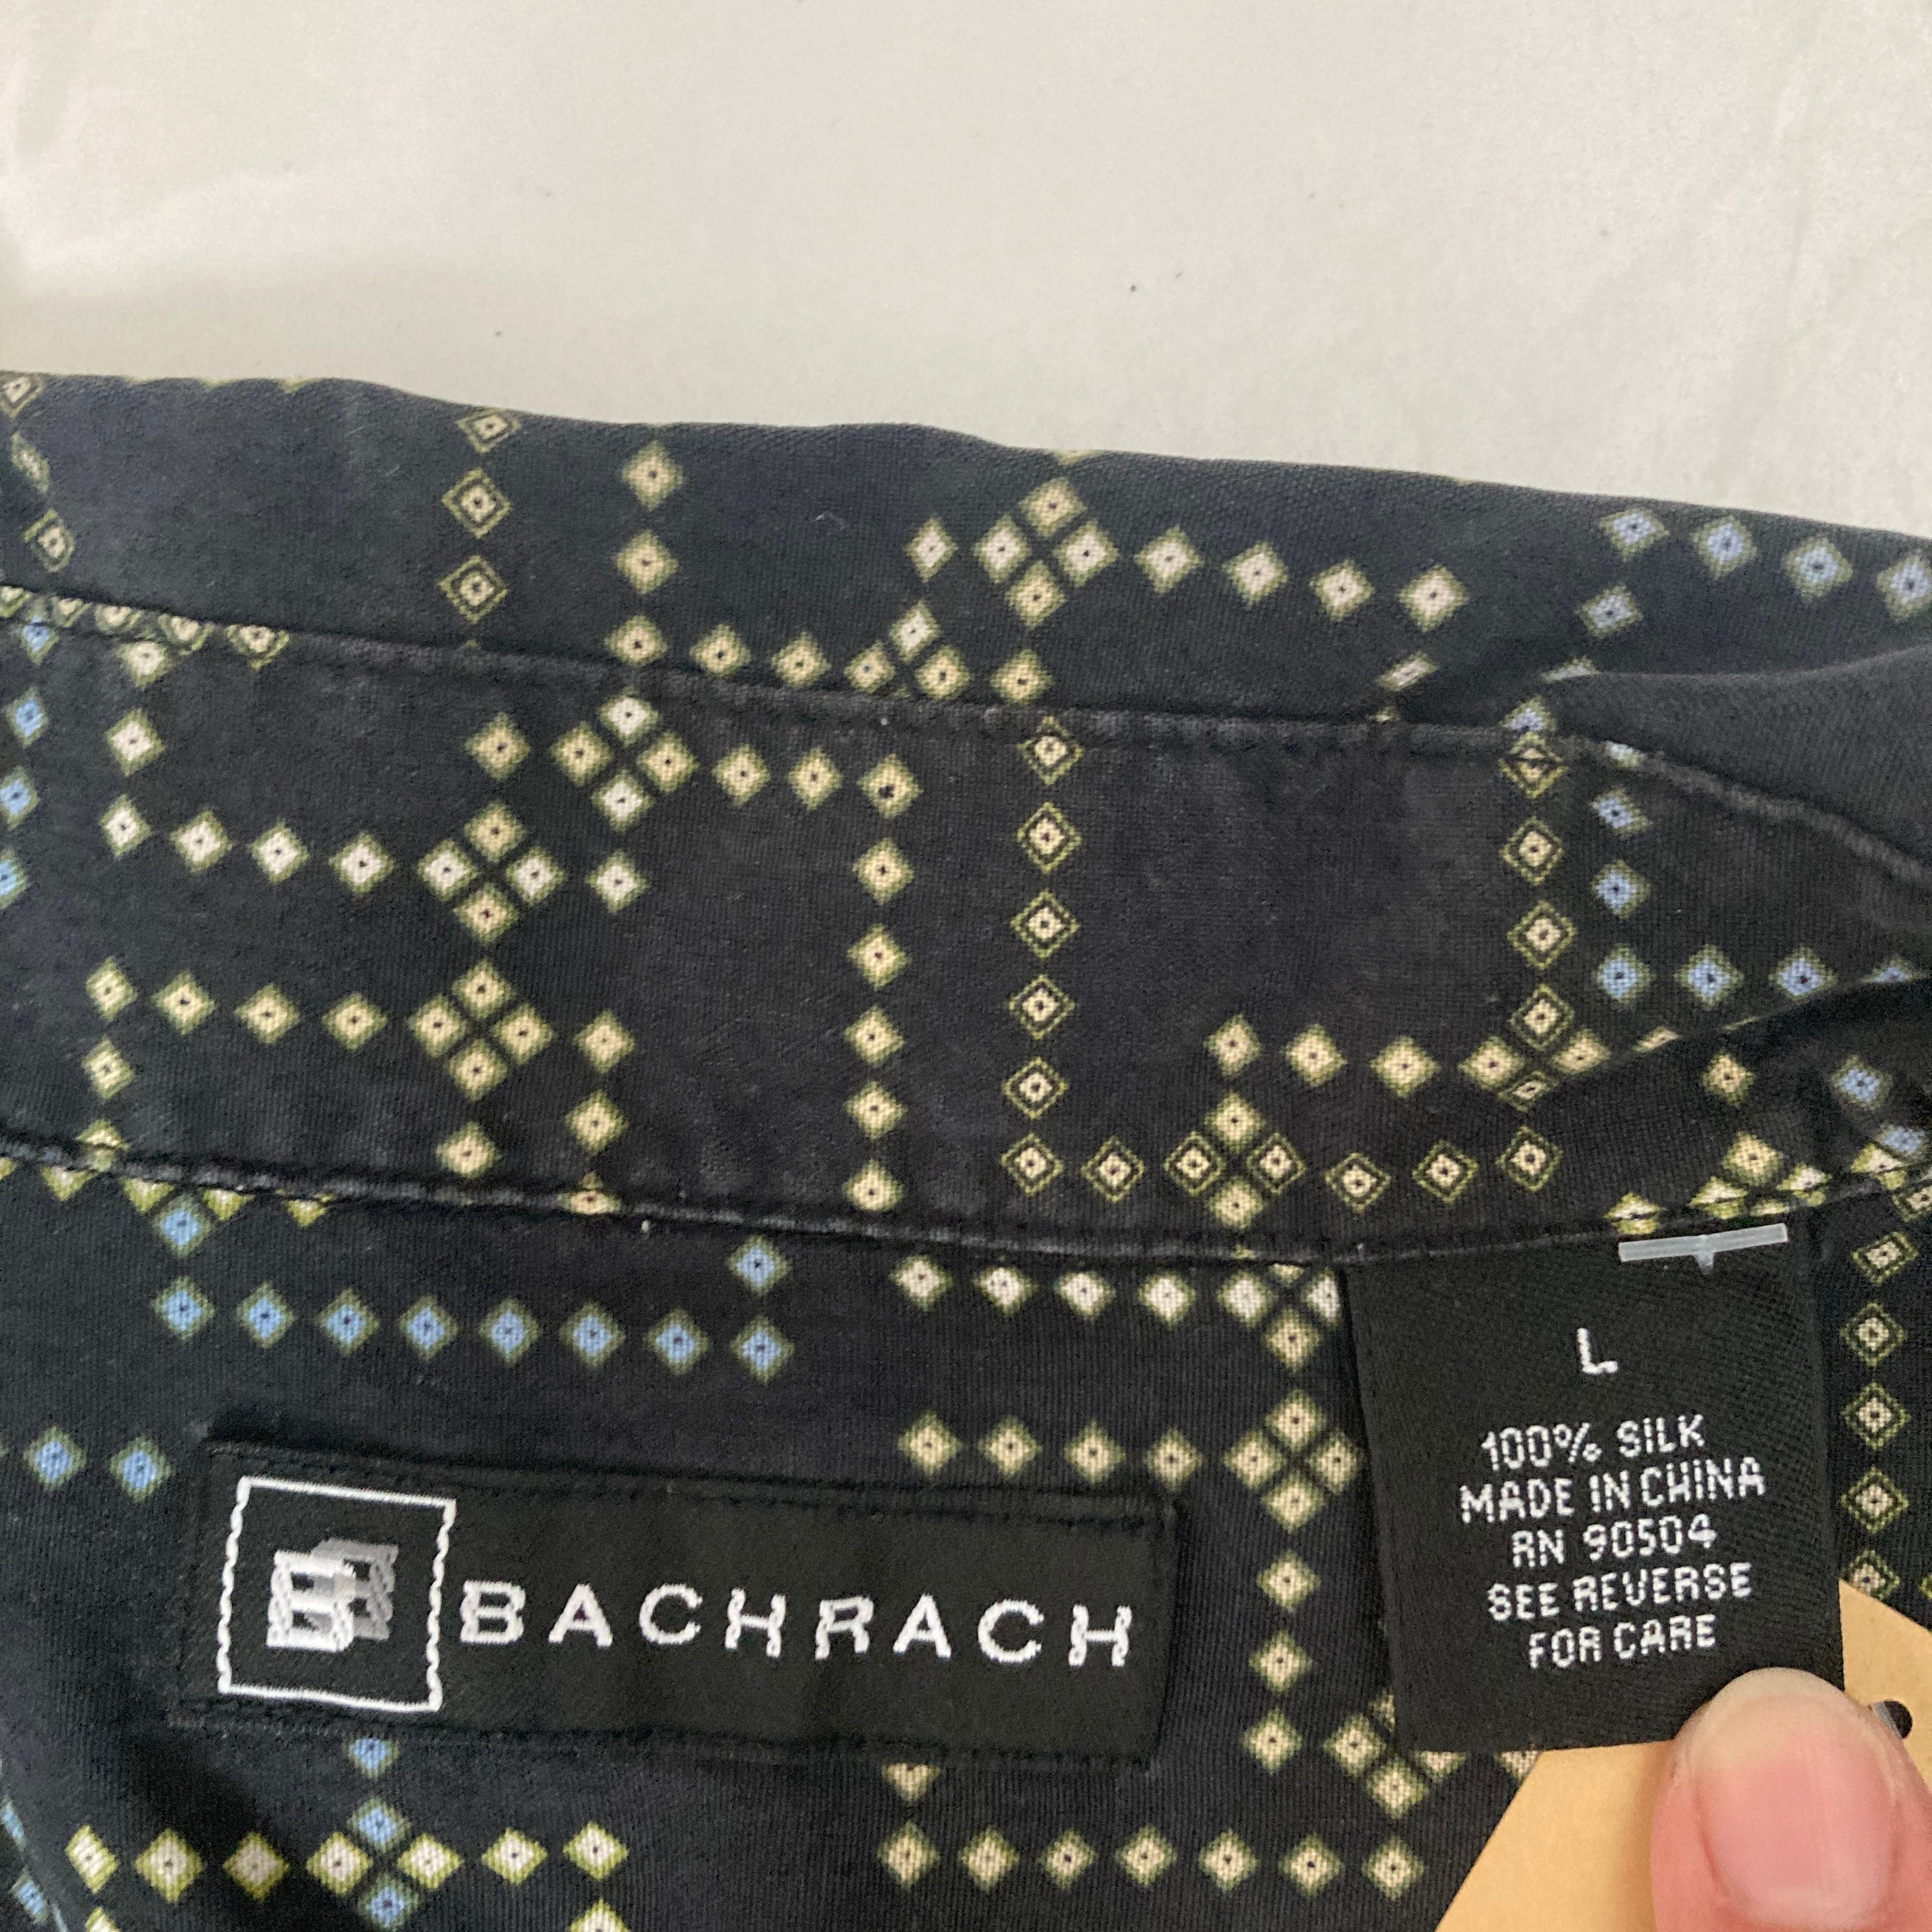 L
100% SILK
MADE IN CHINA
RN 90504
SEE REVERSE
FOR CARE
BACHRACH